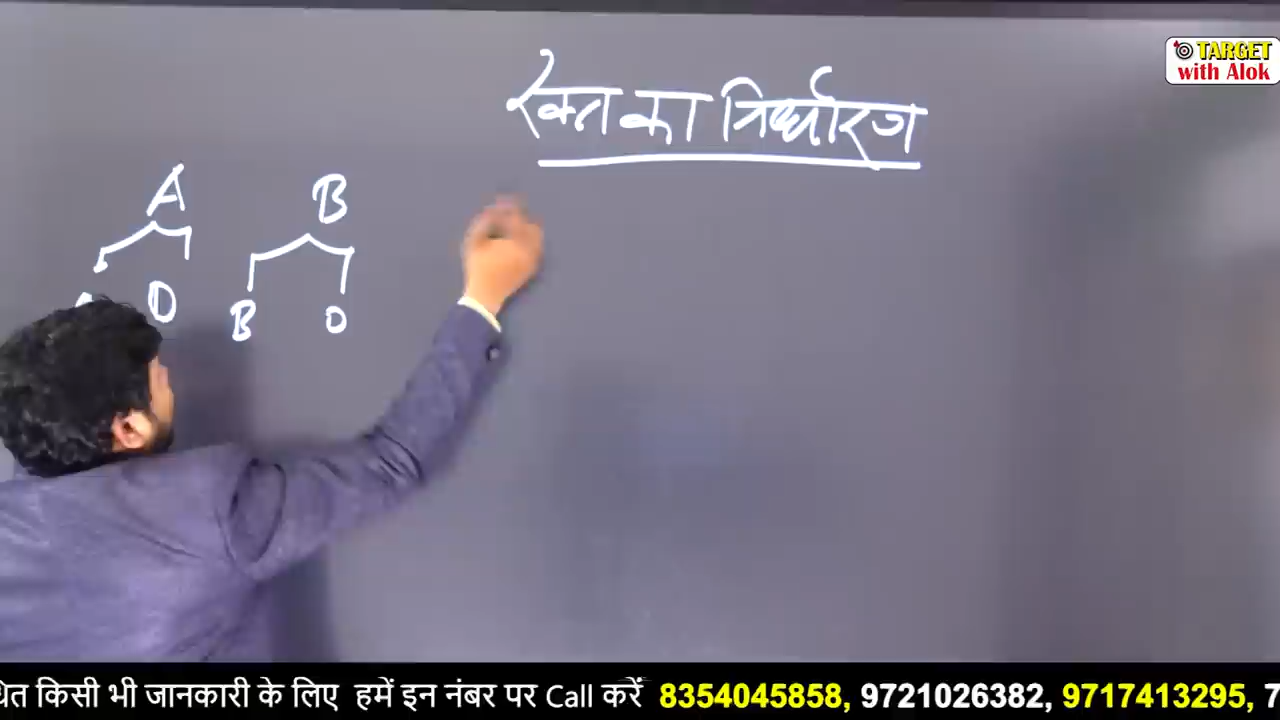 TARGET
with Alok
रक्त का निर्धारण
A B
O B O
धित किसी भी जानकारी के लिए हमें इन नंबर पर Call करें 8354045858, 9721026382, 9717413295, 7